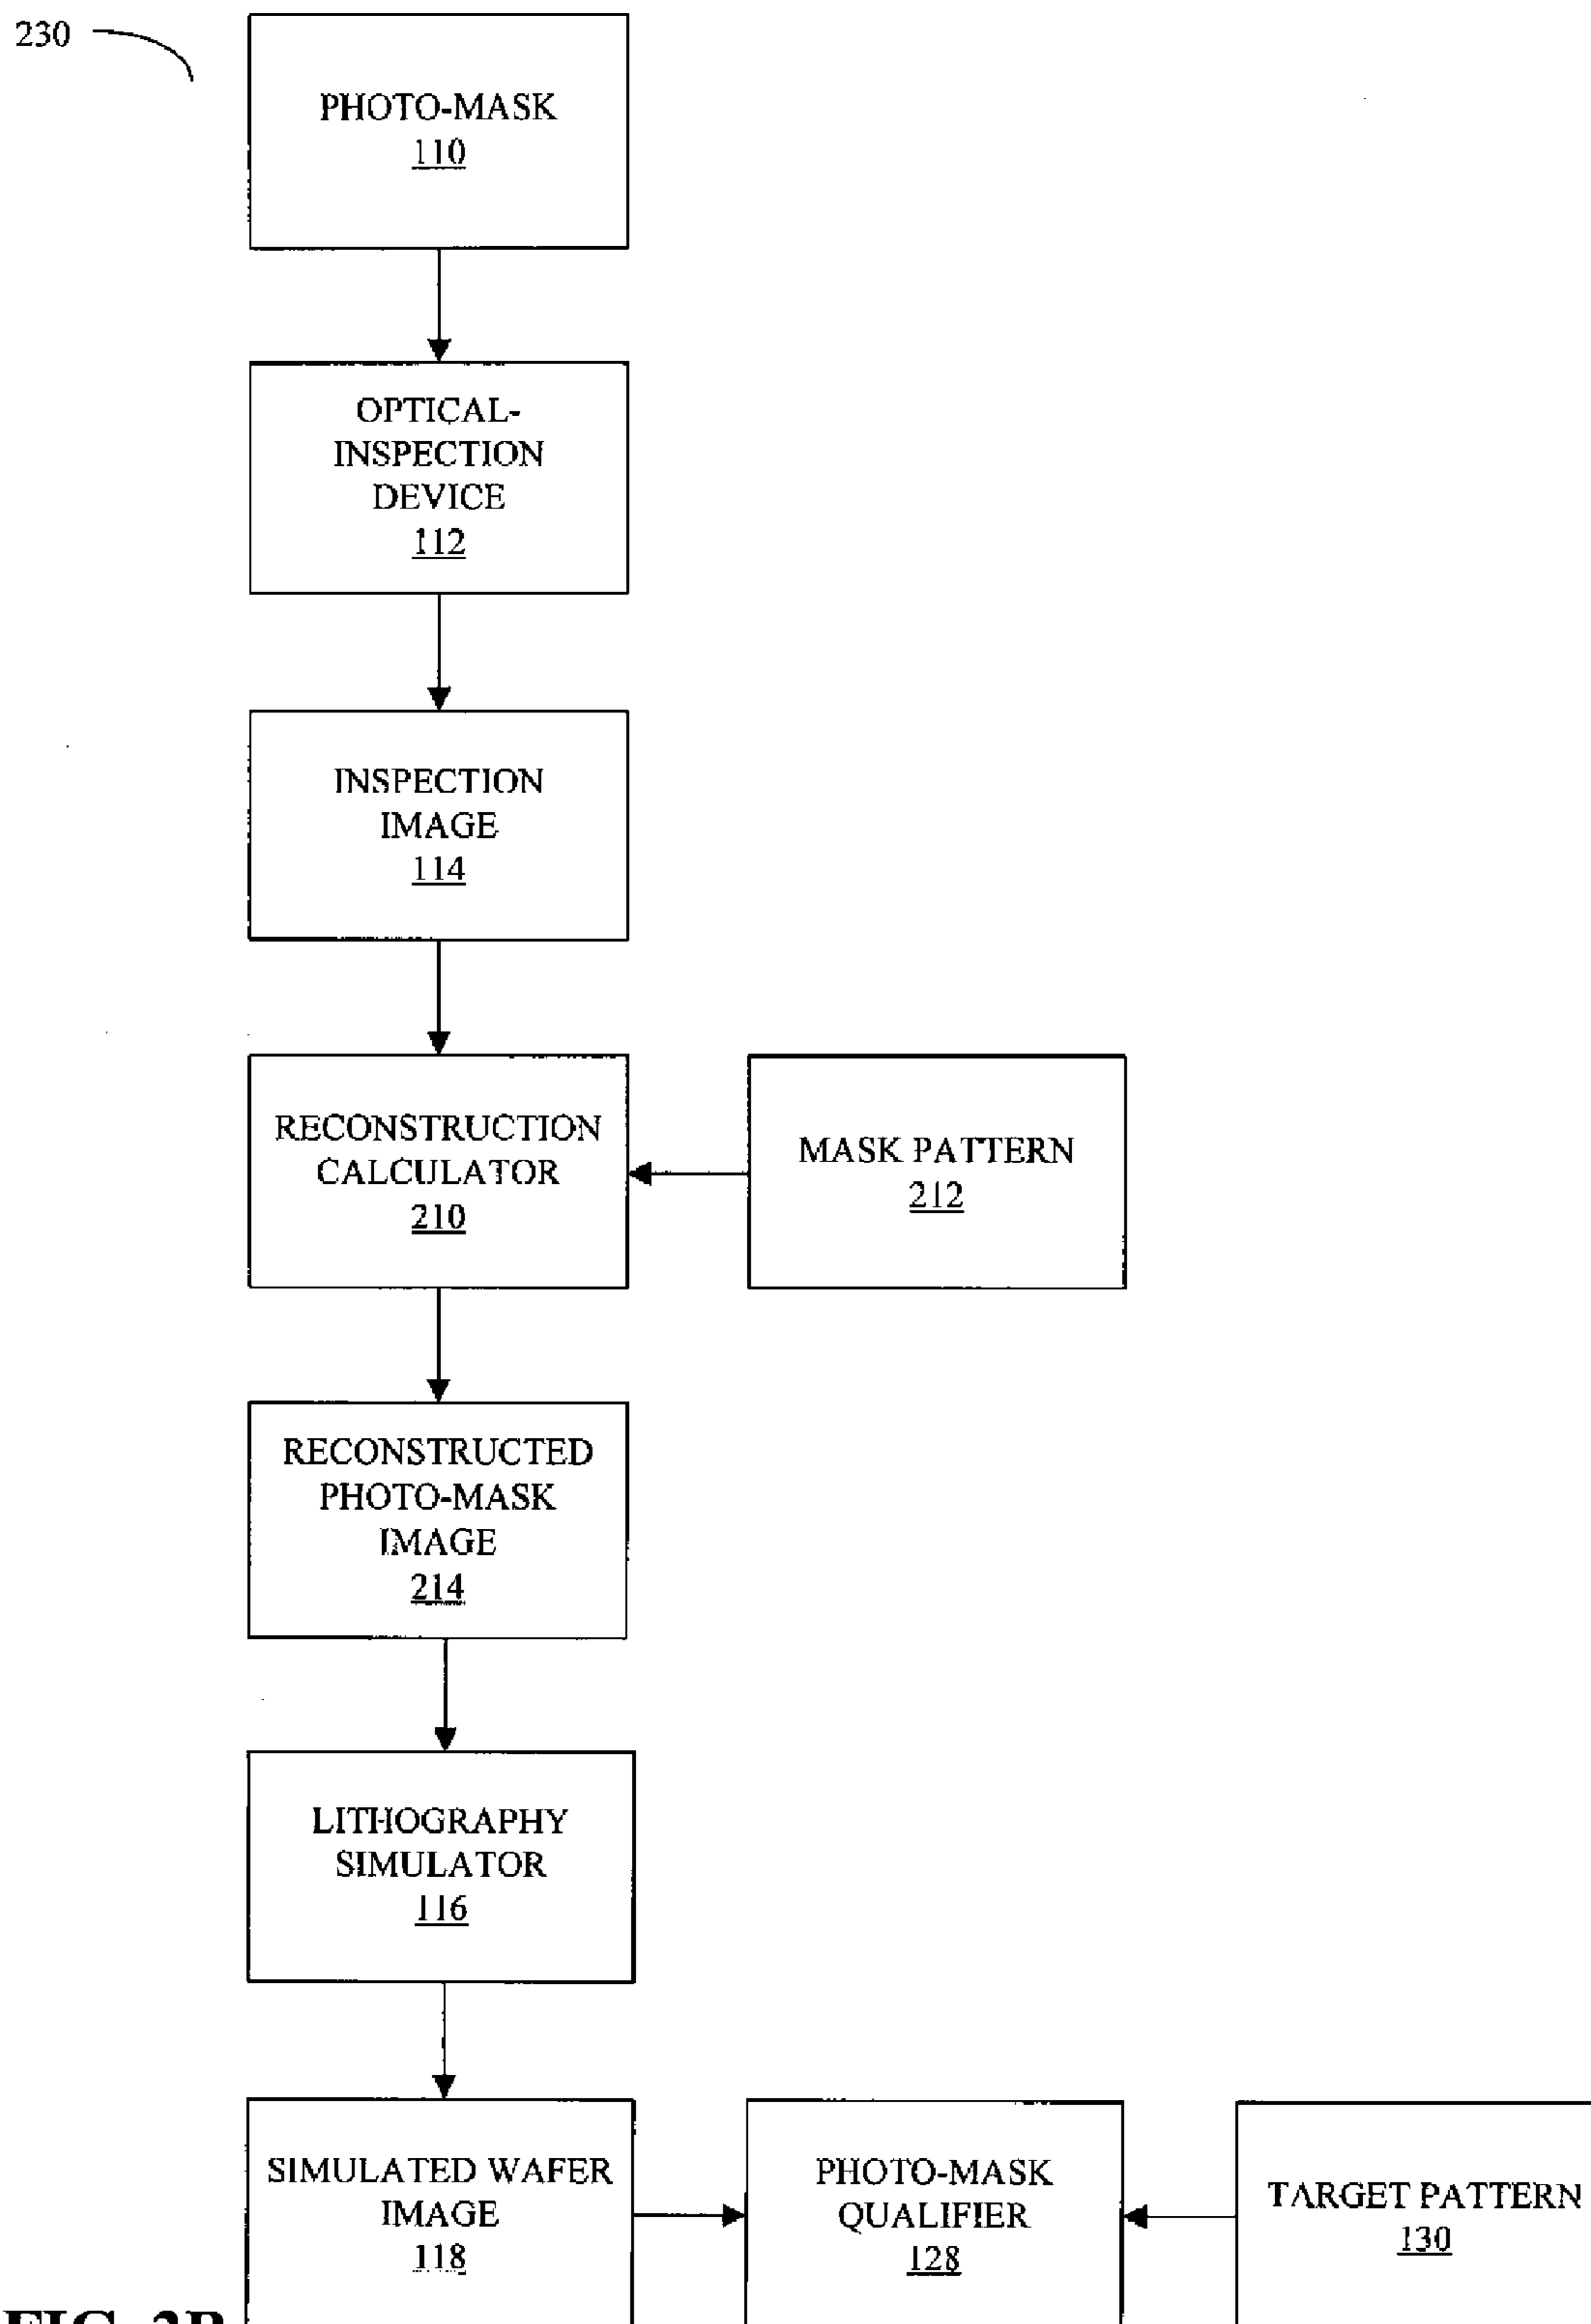 230
PHOTO-MASK
110
OPTICAL-
INSPECTION
DEVICE
112
INSPECTION
IMAGE
114
RECONSTRUCTION
CALCULATOR
210
MASK PATTERN
212
RECONSTRUCTED
PHOTO-MASK
IMAGE
214
LITHOGRAPHY
SIMULATOR
116
SIMULATED WAFER
IMAGE
118
PHOTO-MASK
QUALIFIER
128
TARGET PATTERN
130
FIG.